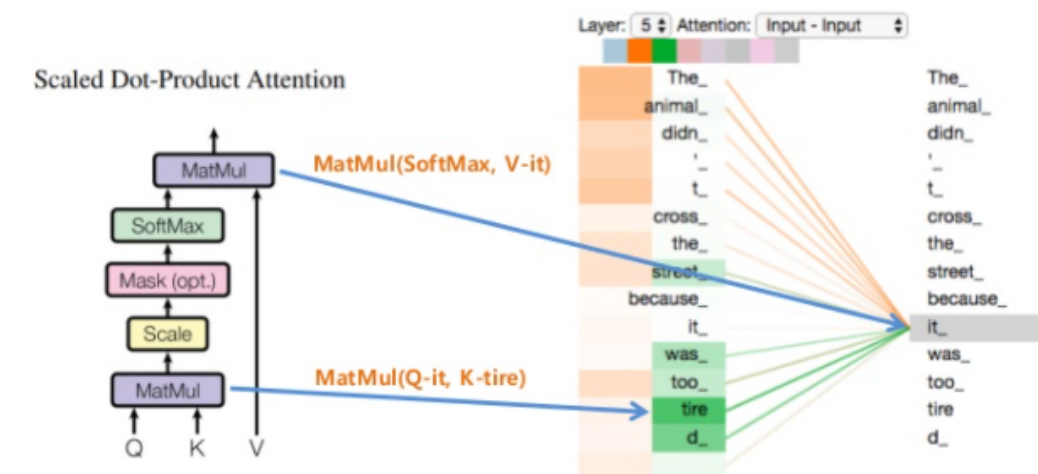 Scaled Dot-Product Attention
MatMul
SoftMax
Mask (opt.)
Scale
MatMul
Q K V
MatMul(SoftMax, V-it)
MatMul(Q-it, K-tire)
Layer: 5 Attention: Input - Input
The_ The_
animal_ animal_
didn_ didn_
'_ '_
t_ t_
cross_ cross_
the_ the_
street_ street_
because_ because_
it_ it_
was_ was_
too_ too_
tire tire
d_ d_